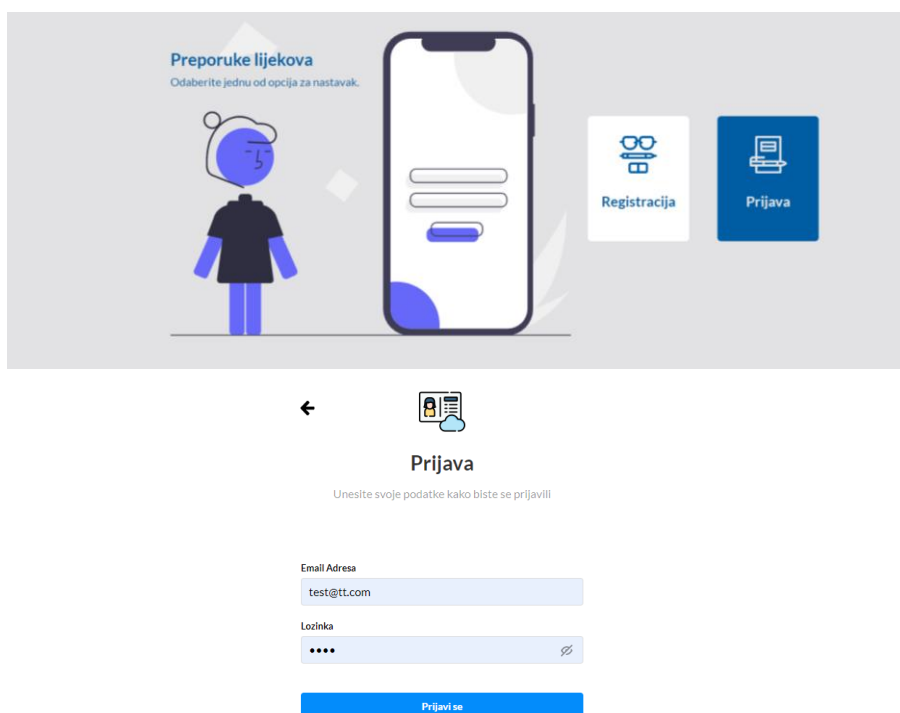 Preporuke lijekova
Odaberite jednu od opcija za nastavak.
Registracija
Prijava
Prijava
Unesite svoje podatke kako biste se prijavili
Email Adresa
test@tt.com
Lozinka
••••
Prijavi se